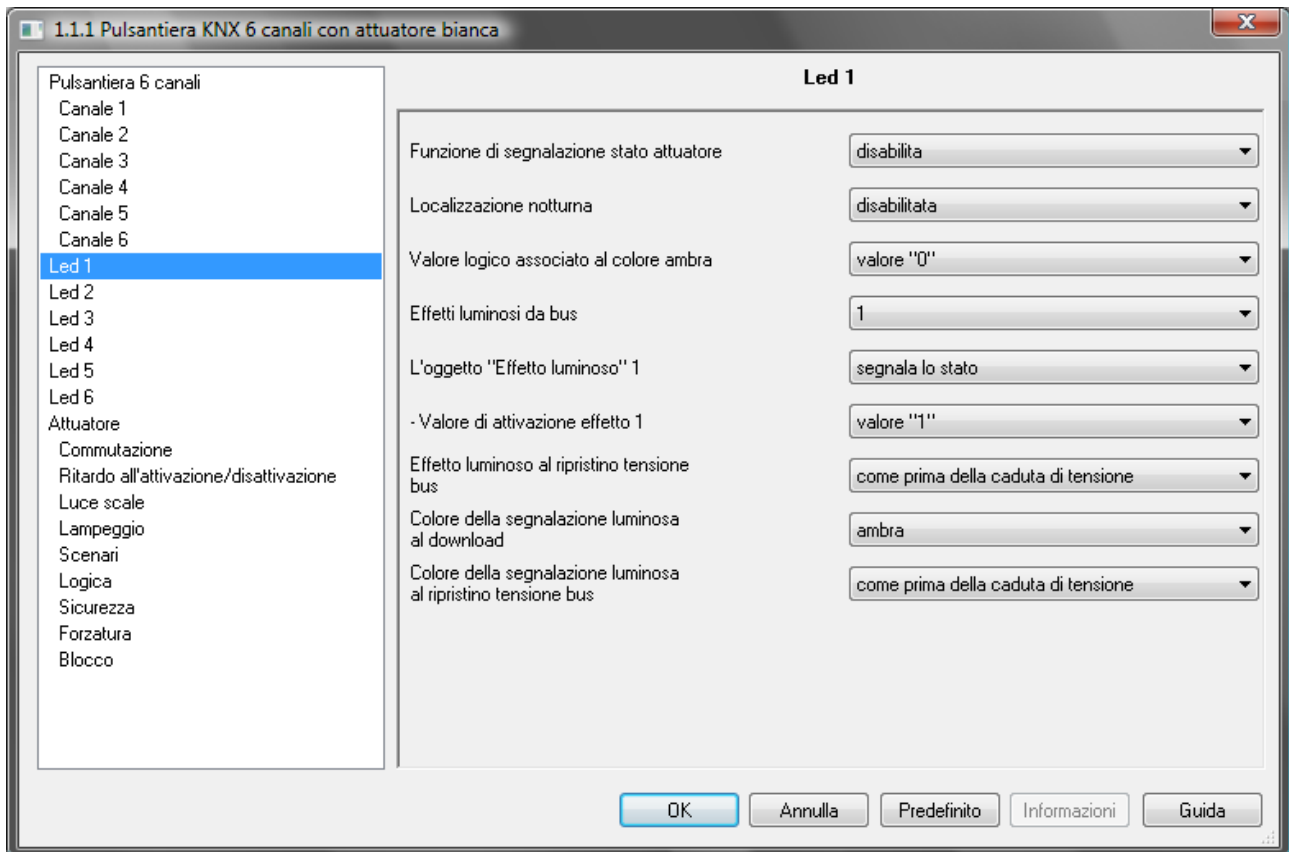 1.1.1 Pulsantiera KNX 6 canali con attuatore bianca
Pulsantiera 6 canali
Canale 1
Canale 2
Canale 3
Canale 4
Canale 5
Canale 6
Led 1
Led 2
Led 3
Led 4
Led 5
Led 6
Attuatore
Commutazione
Ritardo all'attivazione/disattivazione
Luce scale
Lampeggio
Scenari
Logica
Sicurezza
Forzatura
Blocco
Led 1
Funzione di segnalazione stato attuatore
disabilita
Localizzazione notturna
disabilitata
Valore logico associato al colore ambra
valore "0"
Effetti luminosi da bus
1
L'oggetto "Effetto luminoso" 1
segnala lo stato
- Valore di attivazione effetto 1
valore "1"
Effetto luminoso al ripristino tensione
bus
come prima della caduta di tensione
Colore della segnalazione luminosa
al download
ambra
Colore della segnalazione luminosa
al ripristino tensione bus
come prima della caduta di tensione
OK
Annulla
Predefinito
Informazioni
Guida